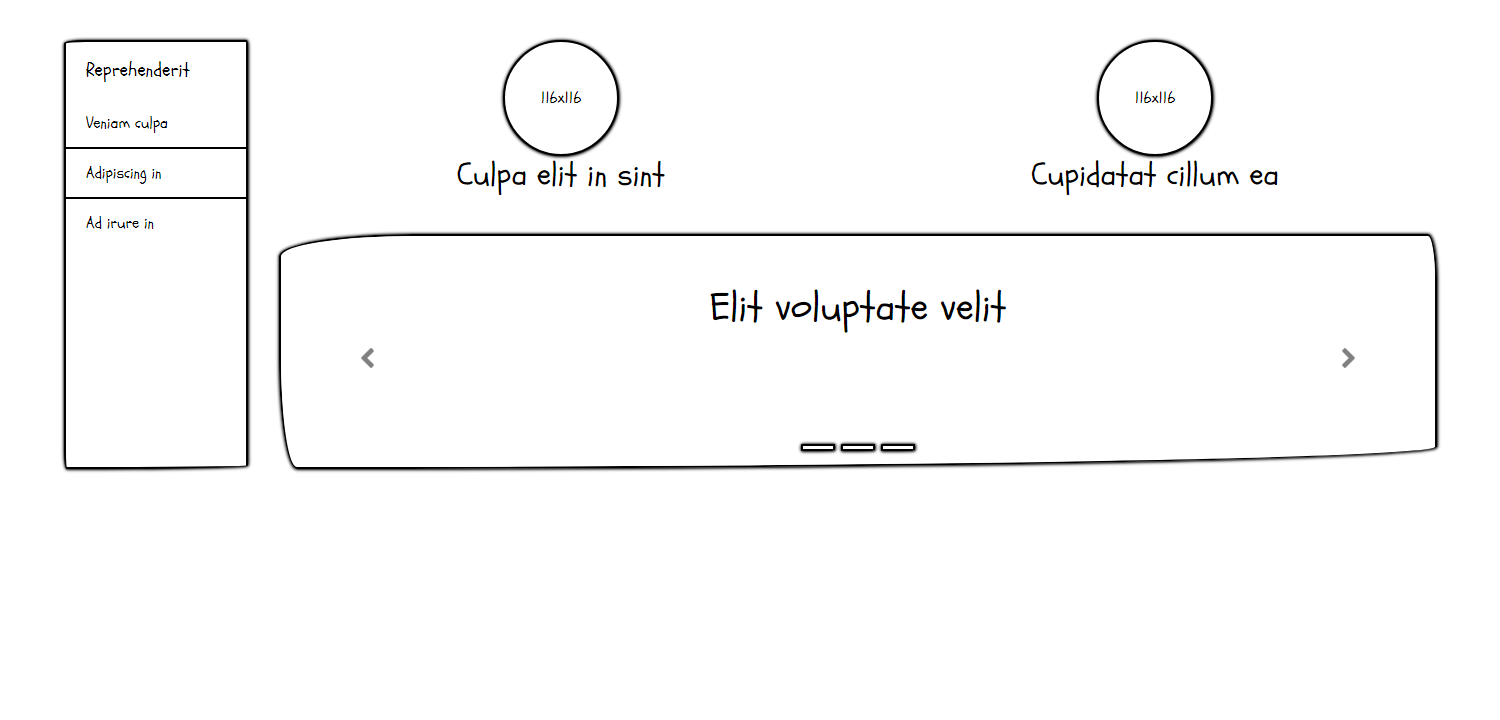 Reprehenderit
Veniam culpa
Adipiscing in
Ad irure in
116x116
Culpa elit in sint
116x116
Cupidatat cillum ea
Elit voluptate velit